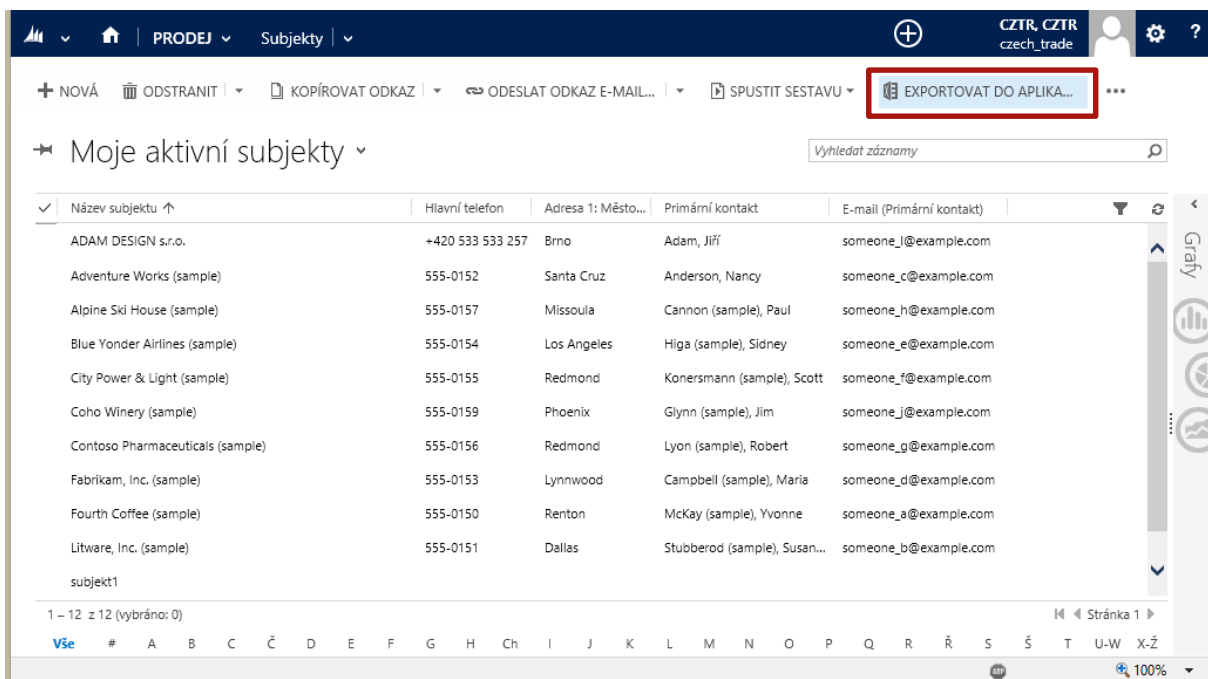 PRODEJ Subjekty CZTR, CZTR
czech_trade ?
NOVÁ ODSTRANIT KOPÍROVAT ODKAZ ODESLAT ODKAZ E-MAIL... SPUSTIT SESTAVU EXPORTOVAT DO APLIKA... •••
Moje aktivní subjekty Vyhledat záznamy
Název subjektu ↑ Hlavní telefon Adresa 1: Město... Primární kontakt E-mail (Primární kontakt)
Grafy
ADAM DESIGN s.r.o. +420 533 533 257 Brno Adam, Jiří someone_l@example.com
Adventure Works (sample) 555-0152 Santa Cruz Anderson, Nancy someone_c@example.com
Alpine Ski House (sample) 555-0157 Missoula Cannon (sample), Paul someone_h@example.com
Blue Yonder Airlines (sample) 555-0154 Los Angeles Higa (sample), Sidney someone_e@example.com
City Power & Light (sample) 555-0155 Redmond Konersmann (sample), Scott someone_f@example.com
Coho Winery (sample) 555-0159 Phoenix Glynn (sample), Jim someone_j@example.com
Contoso Pharmaceuticals (sample) 555-0156 Redmond Lyon (sample), Robert someone_g@example.com
Fabrikam, Inc. (sample) 555-0153 Lynnwood Campbell (sample), Maria someone_d@example.com
Fourth Coffee (sample) 555-0150 Renton McKay (sample), Yvonne someone_a@example.com
Litware, Inc. (sample) 555-0151 Dallas Stubberod (sample), Susan... someone_b@example.com
subjekt1
1 – 12 z 12 (vybráno: 0) Stránka 1
Vše # A B C Č D E F G H Ch I J K L M N O P Q R Ř S Š T U-W X-Ž
ABP 100%